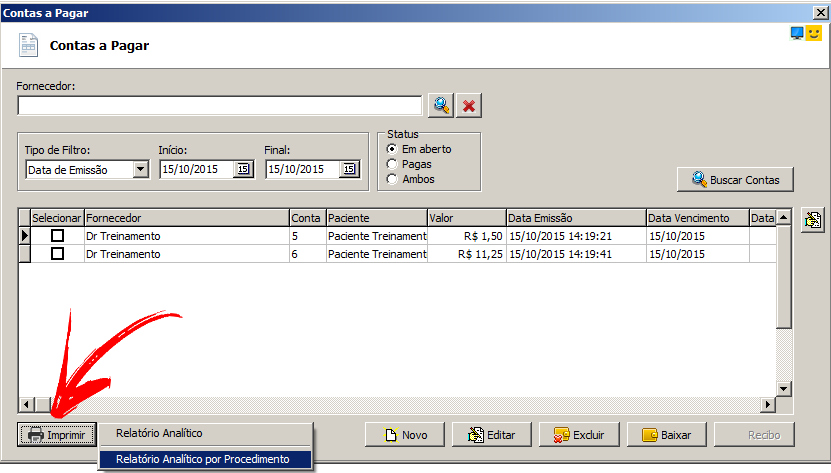 Contas a Pagar
Contas a Pagar
Fornecedor:
Tipo de Filtro: Início: Final:
Data de Emissão 15/10/2015 15 15/10/2015 15
Status
Em aberto
Pagas
Ambos
Buscar Contas
Selecionar Fornecedor Conta Paciente Valor Data Emissão Data Vencimento Data
Dr Treinamento 5 Paciente Treinament R$ 1,50 15/10/2015 14:19:21 15/10/2015
Dr Treinamento 6 Paciente Treinament R$ 11,25 15/10/2015 14:19:41 15/10/2015
Imprimir Novo Editar Excluir Baixar Recibo
Relatório Analítico
Relatório Analítico por Procedimento